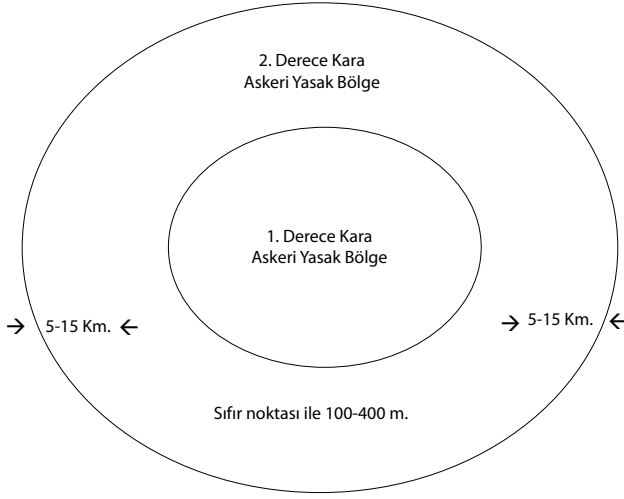 2. Derece Kara
Askeri Yasak Bölge
1. Derece Kara
Askeri Yasak Bölge
→ 5-15 Km. ←
→ 5-15 Km. ←
Sıfır noktası ile 100-400 m.